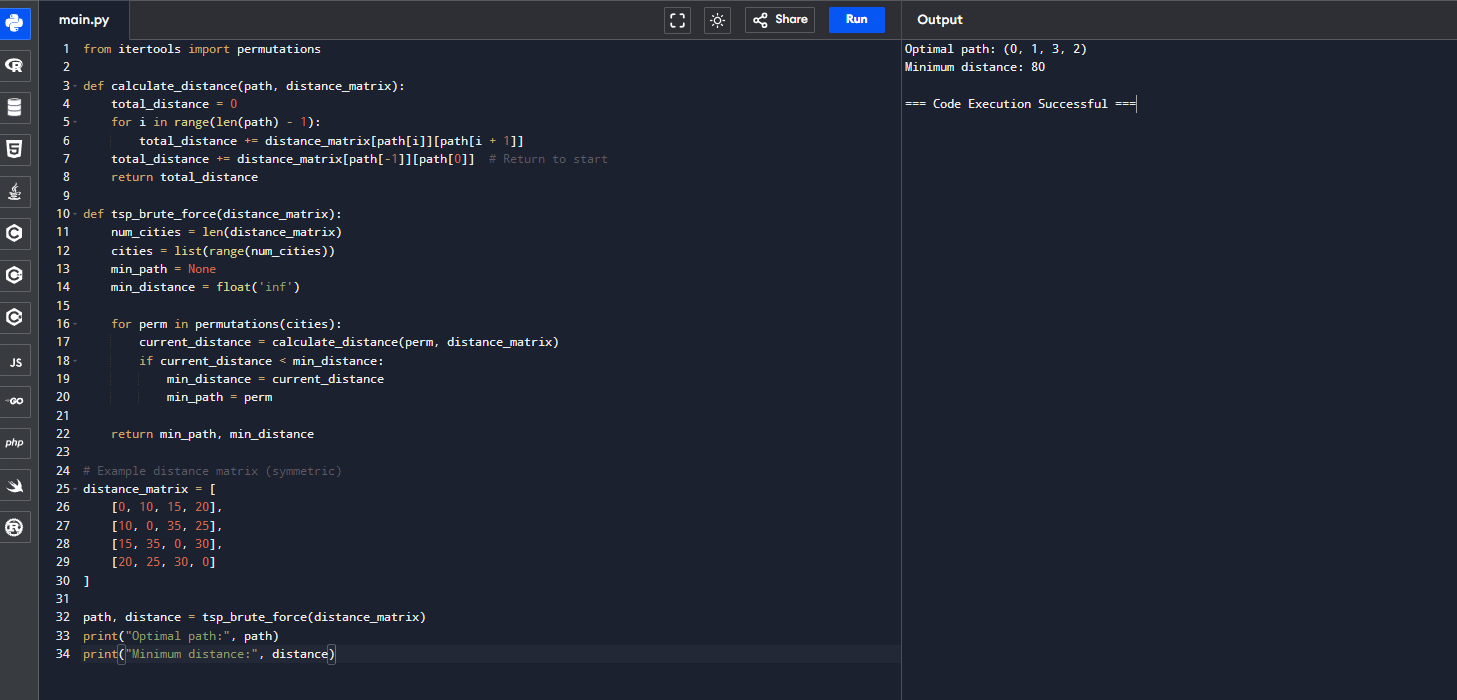 main.py
Share
Run
Output
JS
GO
php
1 from itertools import permutations
2
3 def calculate_distance(path, distance_matrix):
4     total_distance = 0
5     for i in range(len(path) - 1):
6         total_distance += distance_matrix[path[i]][path[i + 1]]
7     total_distance += distance_matrix[path[-1]][path[0]]  # Return to start
8     return total_distance
9
10 def tsp_brute_force(distance_matrix):
11     num_cities = len(distance_matrix)
12     cities = list(range(num_cities))
13     min_path = None
14     min_distance = float('inf')
15
16     for perm in permutations(cities):
17         current_distance = calculate_distance(perm, distance_matrix)
18         if current_distance < min_distance:
19             min_distance = current_distance
20             min_path = perm
21
22     return min_path, min_distance
23
24 # Example distance matrix (symmetric)
25 distance_matrix = [
26     [0, 10, 15, 20],
27     [10, 0, 35, 25],
28     [15, 35, 0, 30],
29     [20, 25, 30, 0]
30 ]
31
32 path, distance = tsp_brute_force(distance_matrix)
33 print("Optimal path:", path)
34 print("Minimum distance:", distance)
Optimal path: (0, 1, 3, 2)
Minimum distance: 80
=== Code Execution Successful ===